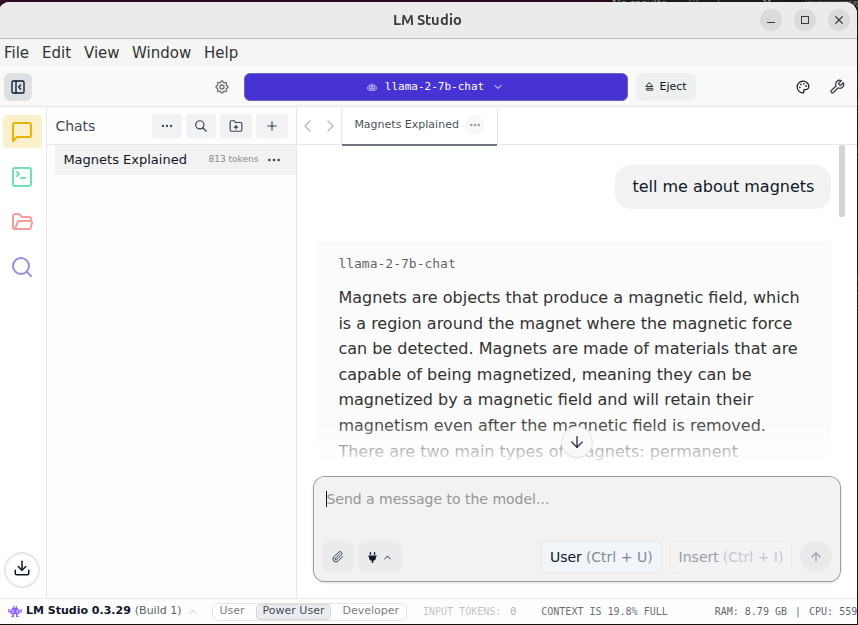 LM Studio
File Edit View Window Help
llama-2-7b-chat
Eject
Chats
Magnets Explained
Magnets Explained 813 tokens
tell me about magnets
llama-2-7b-chat
Magnets are objects that produce a magnetic field, which
is a region around the magnet where the magnetic force
can be detected. Magnets are made of materials that are
capable of being magnetized, meaning they can be
magnetized by a magnetic field and will retain their
magnetism even after the magnetic field is removed.
There are two main types of magnets: permanent
Send a message to the model...
User (Ctrl + U) Insert (Ctrl + I)
LM Studio 0.3.29 (Build 1) User Power User Developer INPUT TOKENS: 0 CONTEXT IS 19.8% FULL RAM: 8.79 GB | CPU: 559